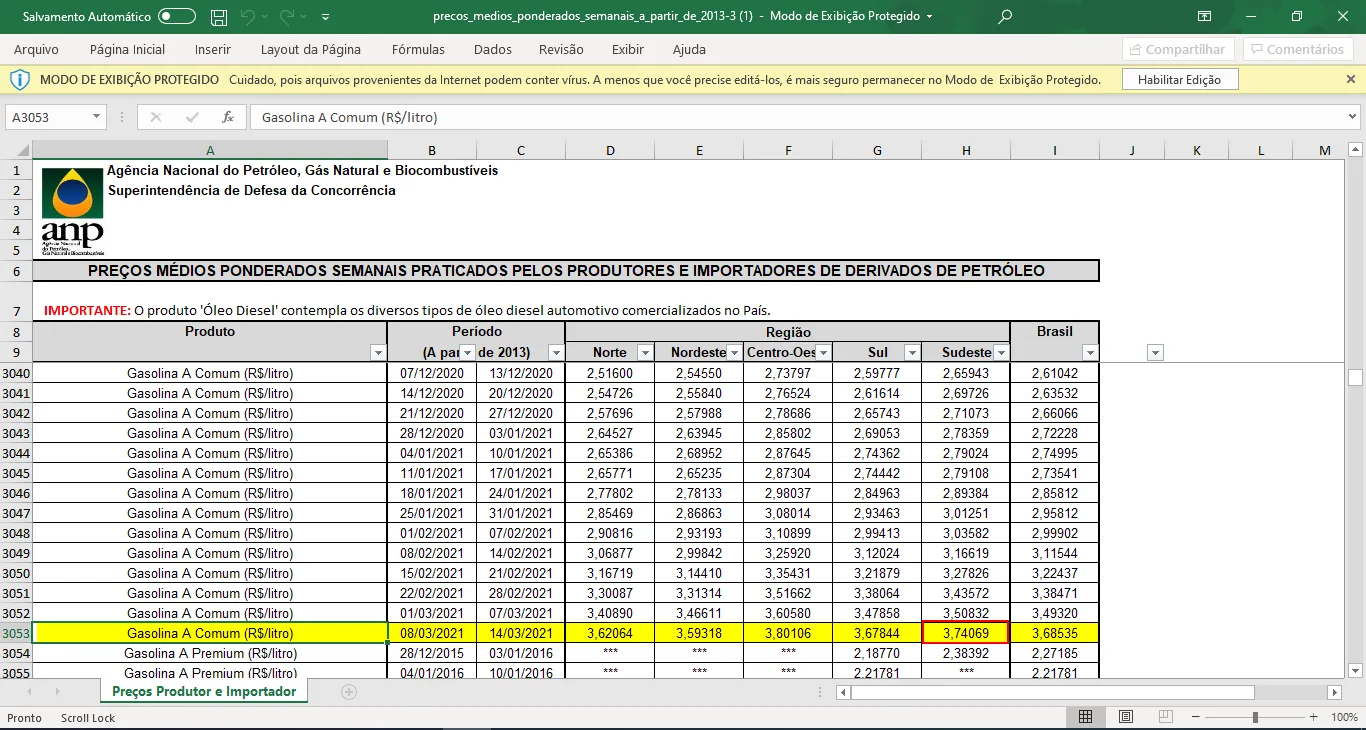 Salvamento Automático precos_medios_ponderados_semanais_a_partir_de_2013-3 (1) - Modo de Exibição Protegido
Arquivo Página Inicial Inserir Layout da Página Fórmulas Dados Revisão Exibir Ajuda Compartilhar Comentários
MODO DE EXIBIÇÃO PROTEGIDO Cuidado, pois arquivos provenientes da Internet podem conter vírus. A menos que você precise editá-los, é mais seguro permanecer no Modo de Exibição Protegido. Habilitar Edição
A3053 fx Gasolina A Comum (R$/litro)
A B C D E F G H I J K L M
1 Agência Nacional do Petróleo, Gás Natural e Biocombustíveis
2 Superintendência de Defesa da Concorrência
3
4 anp
5 Agência Nacional do Petróleo, Gás Natural e Biocombustíveis
6 PREÇOS MÉDIOS PONDERADOS SEMANAIS PRATICADOS PELOS PRODUTORES E IMPORTADORES DE DERIVADOS DE PETRÓLEO
7 IMPORTANTE: O produto 'Óleo Diesel' contempla os diversos tipos de óleo diesel automotivo comercializados no País.
8 Produto Período Região Brasil
9 (A par de 2013) Norte Nordeste Centro-Oes Sul Sudeste
3040 Gasolina A Comum (R$/litro) 07/12/2020 13/12/2020 2,51600 2,54550 2,73797 2,59777 2,65943 2,61042
3041 Gasolina A Comum (R$/litro) 14/12/2020 20/12/2020 2,54726 2,55840 2,76524 2,61614 2,69726 2,63532
3042 Gasolina A Comum (R$/litro) 21/12/2020 27/12/2020 2,57696 2,57988 2,78686 2,65743 2,71073 2,66066
3043 Gasolina A Comum (R$/litro) 28/12/2020 03/01/2021 2,64527 2,63945 2,85802 2,69053 2,78359 2,72228
3044 Gasolina A Comum (R$/litro) 04/01/2021 10/01/2021 2,65386 2,68952 2,87645 2,74362 2,79024 2,74995
3045 Gasolina A Comum (R$/litro) 11/01/2021 17/01/2021 2,65771 2,65235 2,87304 2,74442 2,79108 2,73541
3046 Gasolina A Comum (R$/litro) 18/01/2021 24/01/2021 2,77802 2,78133 2,98037 2,84963 2,89384 2,85812
3047 Gasolina A Comum (R$/litro) 25/01/2021 31/01/2021 2,85469 2,86863 3,08014 2,93463 3,01251 2,95812
3048 Gasolina A Comum (R$/litro) 01/02/2021 07/02/2021 2,90816 2,93193 3,10899 2,99413 3,03582 2,99902
3049 Gasolina A Comum (R$/litro) 08/02/2021 14/02/2021 3,06877 2,99842 3,25920 3,12024 3,16619 3,11544
3050 Gasolina A Comum (R$/litro) 15/02/2021 21/02/2021 3,16719 3,14410 3,35431 3,21879 3,27826 3,22437
3051 Gasolina A Comum (R$/litro) 22/02/2021 28/02/2021 3,30087 3,31314 3,51662 3,38064 3,43572 3,38471
3052 Gasolina A Comum (R$/litro) 01/03/2021 07/03/2021 3,40890 3,46611 3,60580 3,47858 3,50832 3,49320
3053 Gasolina A Comum (R$/litro) 08/03/2021 14/03/2021 3,62064 3,59318 3,80106 3,67844 3,74069 3,68535
3054 Gasolina A Premium (R$/litro) 28/12/2015 03/01/2016 *** *** *** 2,18770 2,38392 2,27185
3055 Gasolina A Premium (R$/litro) 04/01/2016 10/01/2016 *** *** *** 2,21781 *** 2,21781
Preços Produtor e Importador
Pronto Scroll Lock 100%